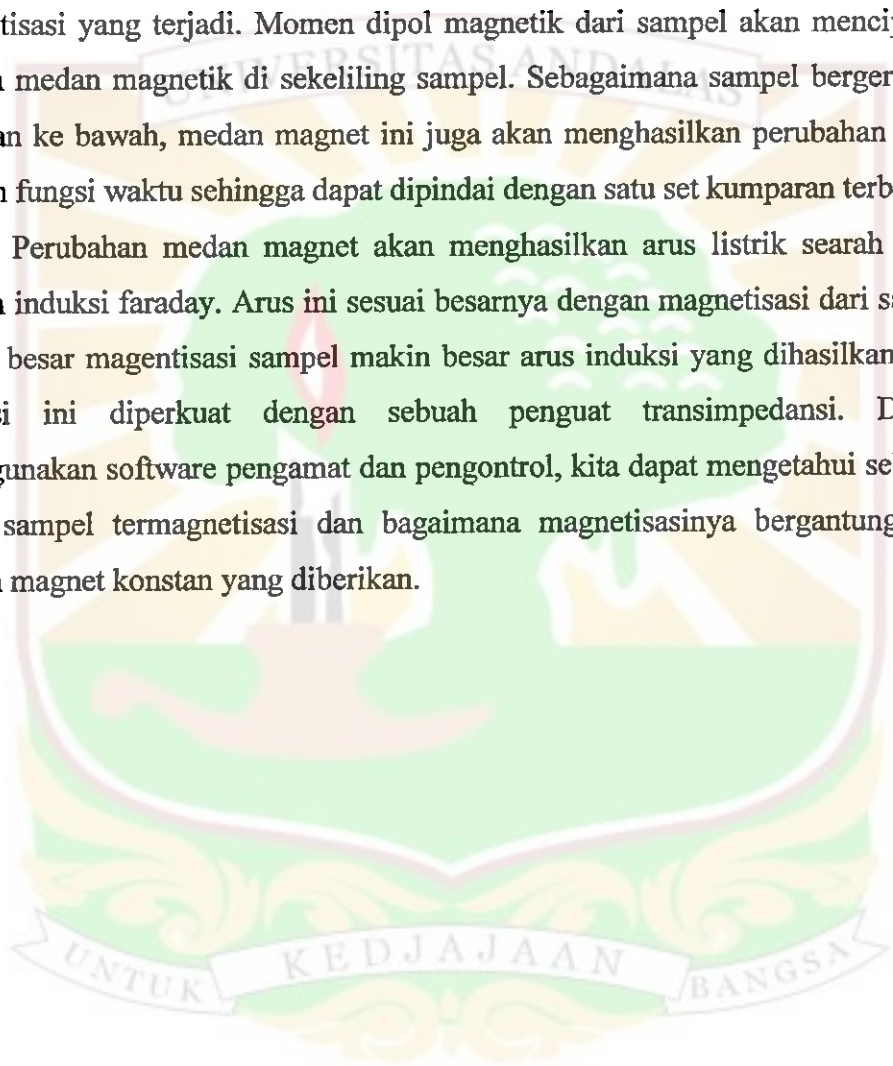 tisasi yang terjadi. Momen dipol magnetik dari sampel akan mencij
UNIVERSITAS ANDALAS
medan magnetik di sekeliling sampel. Sebagaimana sampel berger
an ke bawah, medan magnet ini juga akan menghasilkan perubahan
fungsi waktu sehingga dapat dipindai dengan satu set kumparan terb
Perubahan medan magnet akan menghasilkan arus listrik searah
induksi faraday. Arus ini sesuai besarnya dengan magnetisasi dari sa
besar magentisasi sampel makin besar arus induksi yang dihasilkan
si ini diperkuat dengan sebuah penguat transimpedansi. D
gunakan software pengamat dan pengontrol, kita dapat mengetahui se
sampel termagnetisasi dan bagaimana magnetisasinya bergantung
magnet konstan yang diberikan.
UNTUK KEDJAJAAN BANGSA